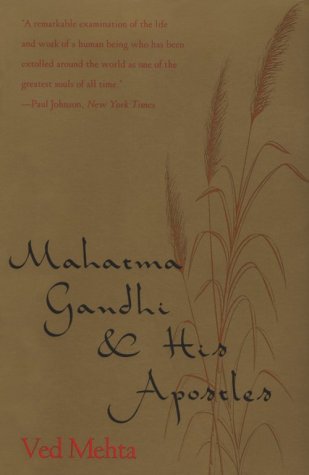 "A remarkable examination of the life
and work of a human being who has been
extolled around the world as one of the
greatest souls of all time."
—Paul Johnson, New York Times
Mahatma
Gandhi
& His
Apostles
Ved Mehta